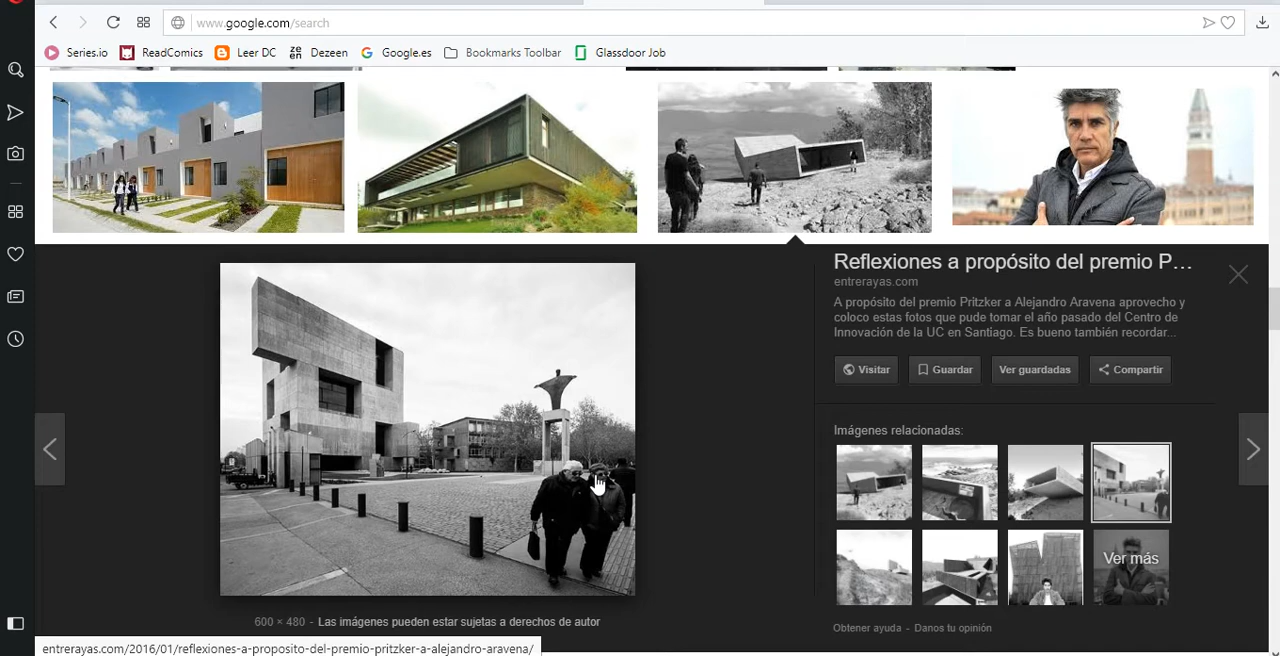 www.google.com/search
Series.io ReadComics Leer DC Dezeen Google.es Bookmarks Toolbar Glassdoor Job
Reflexiones a propósito del premio P...
entrerayas.com
A propósito del premio Pritzker a Alejandro Aravena aprovecho y
coloco estas fotos que pude tomar el año pasado del Centro de
Innovación de la UC en Santiago. Es bueno también recordar...
Visitar Guardar Ver guardadas Compartir
Imágenes relacionadas:
Ver más
600 × 480 - Las imágenes pueden estar sujetas a derechos de autor
Obtener ayuda - Danos tu opinión
entrerayas.com/2016/01/reflexiones-a-proposito-del-premio-pritzker-a-alejandro-aravena/